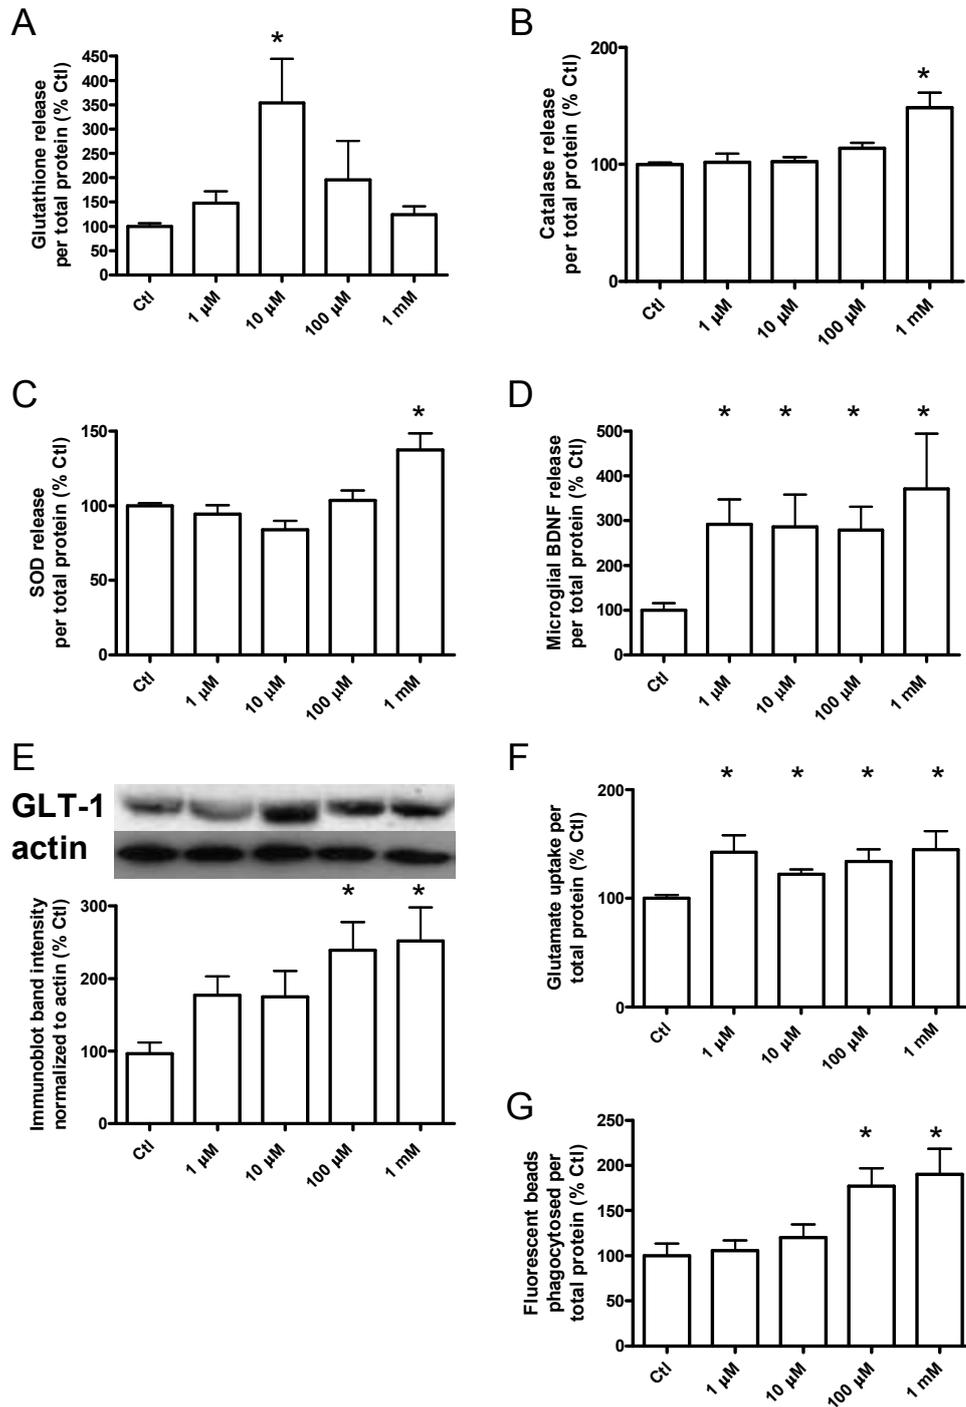 A
Glutathione release
per total protein (% Ctl)
450
400
350
300
250
200
150
100
50
0
*
Ctl
1 µM
10 µM
100 µM
1 mM
B
Catalase release
per total protein (% Ctl)
200
100
0
*
Ctl
1 µM
10 µM
100 µM
1 mM
C
SOD release
per total protein (% Ctl)
150
100
50
0
*
Ctl
1 µM
10 µM
100 µM
1 mM
D
Microglial BDNF release
per total protein (% Ctl)
500
400
300
200
100
0
* * * *
Ctl
1 µM
10 µM
100 µM
1 mM
E
GLT-1
actin
Immunoblot band intensity
normalized to actin (% Ctl)
300
200
100
0
* *
Ctl
1 µM
10 µM
100 µM
1 mM
F
Glutamate uptake per
total protein (% Ctl)
200
100
0
* * * *
Ctl
1 µM
10 µM
100 µM
1 mM
G
Fluorescent beads
phagocytosed per
total protein (% Ctl)
250
200
150
100
50
0
* *
Ctl
1 µM
10 µM
100 µM
1 mM